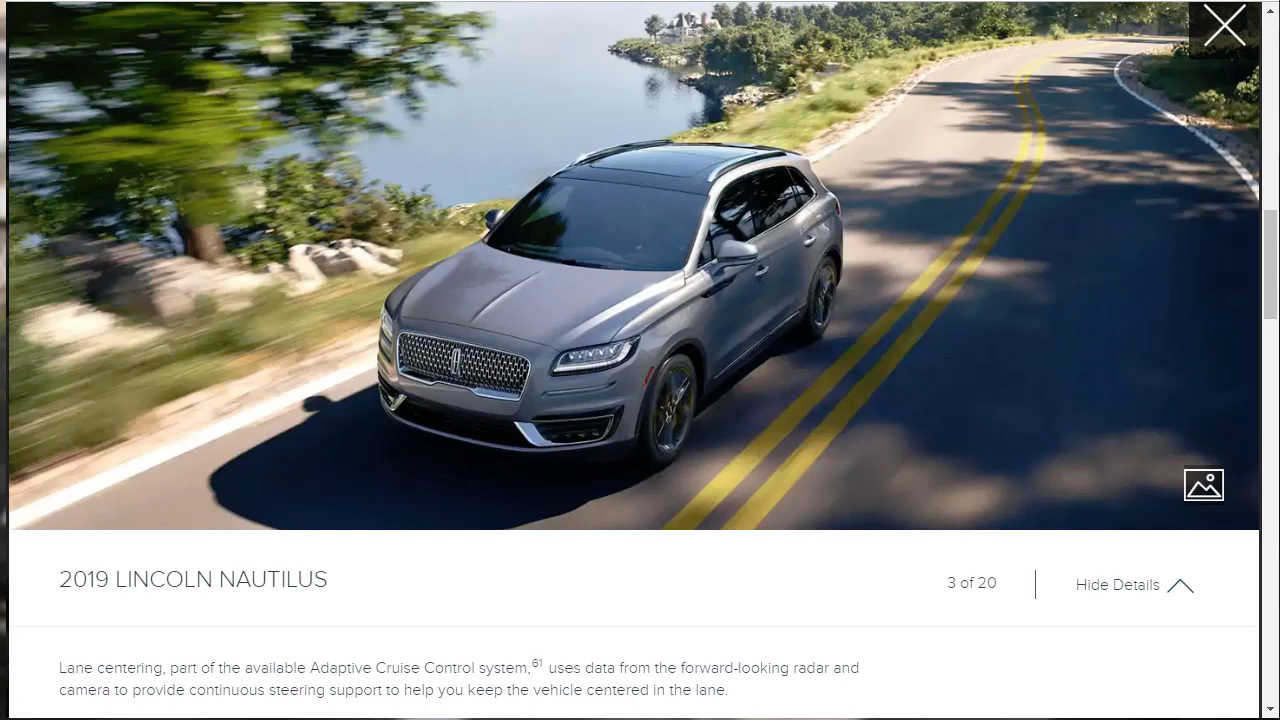 2019 LINCOLN NAUTILUS
3 of 20
Hide Details
Lane centering, part of the available Adaptive Cruise Control system,61 uses data from the forward-looking radar and
camera to provide continuous steering support to help you keep the vehicle centered in the lane.